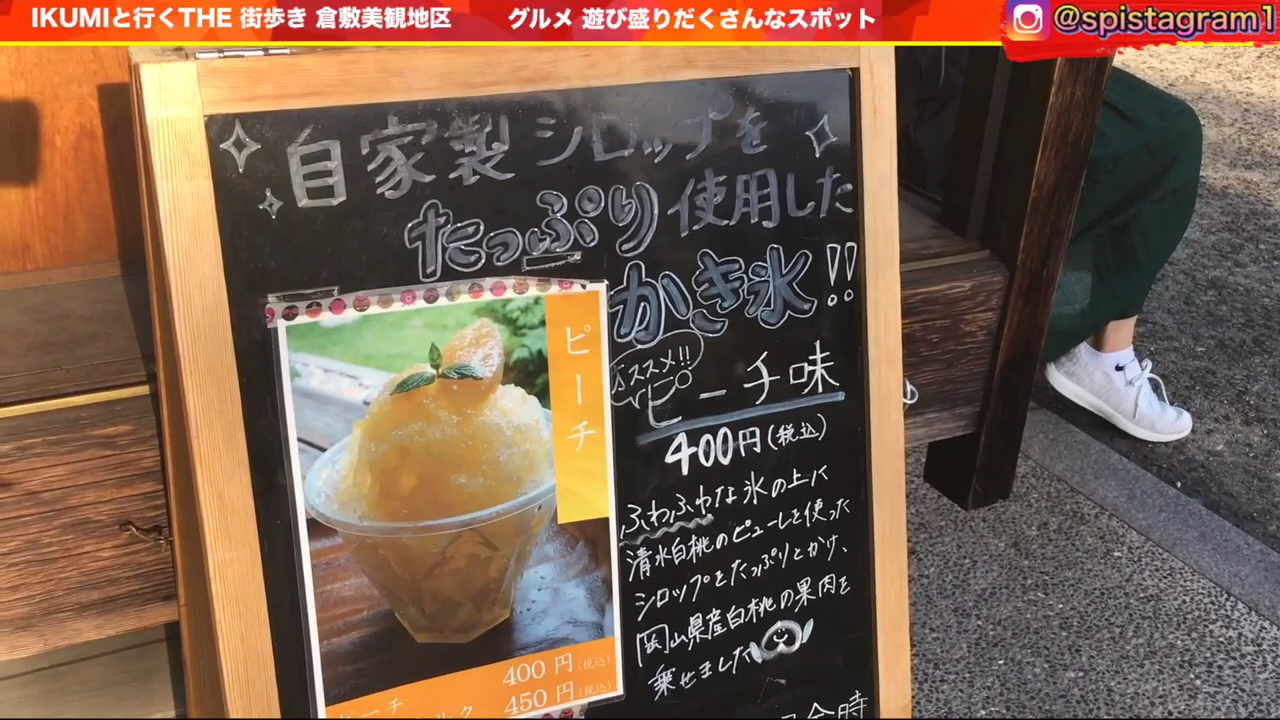 IKUMIと行くTHE 街歩き 倉敷美観地区 グルメ 遊び盛りだくさんなスポット
@spistagram1
自家製シロップを
たっぷり使用した
かき氷!!
オススメ!!
ピーチ味
400円(税込)
ふわふわな氷の上に
清水白桃のピューレを使った
シロップをたっぷりとかけ、
岡山県産白桃の果肉を
乗せました
ピーチ
ピーチ 400円(税込)
ルク 450円(税込)